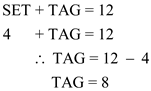 SET + TAG = 12
4 + TAG = 12
∴ TAG = 12 − 4
TAG = 8